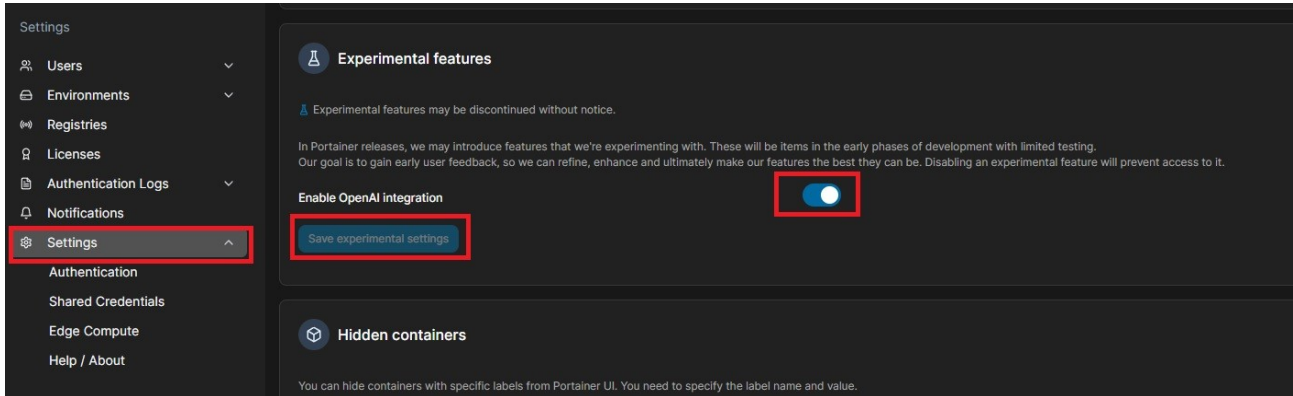 Settings
Users
Environments
Registries
Licenses
Authentication Logs
Notifications
Settings
Authentication
Shared Credentials
Edge Compute
Help / About
Experimental features
Experimental features may be discontinued without notice.
In Portainer releases, we may introduce features that we're experimenting with. These will be items in the early phases of development with limited testing.
Our goal is to gain early user feedback, so we can refine, enhance and ultimately make our features the best they can be. Disabling an experimental feature will prevent access to it.
Enable OpenAI integration
Save experimental settings
Hidden containers
You can hide containers with specific labels from Portainer UI. You need to specify the label name and value.